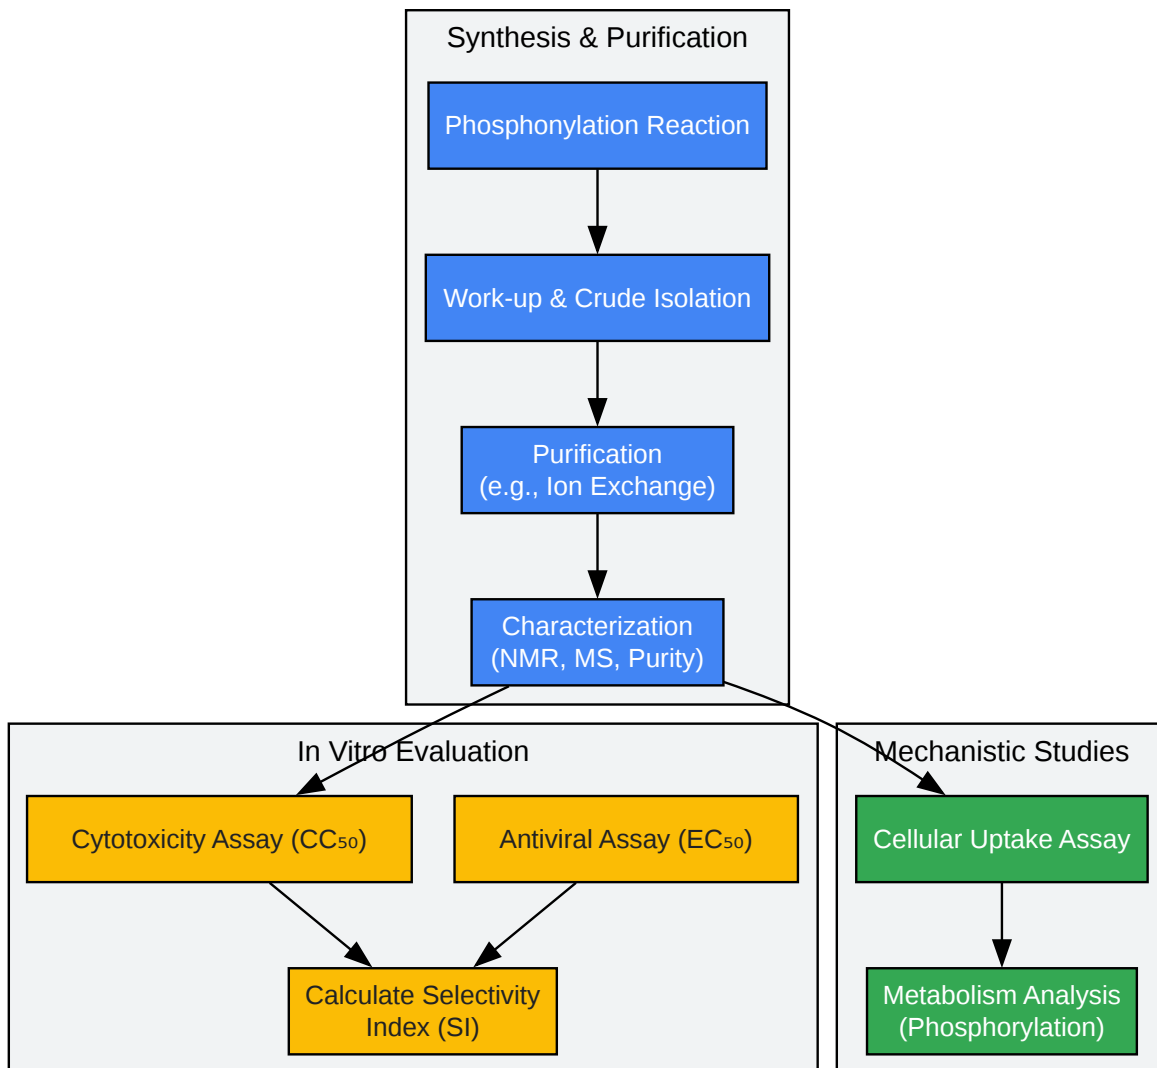 Synthesis & Purification
Phosphonylation Reaction
Work-up & Crude Isolation
Purification
(e.g., Ion Exchange)
Characterization
(NMR, MS, Purity)
In Vitro Evaluation
Cytotoxicity Assay (CC₅₀)
Antiviral Assay (EC₅₀)
Calculate Selectivity
Index (SI)
Mechanistic Studies
Cellular Uptake Assay
Metabolism Analysis
(Phosphorylation)